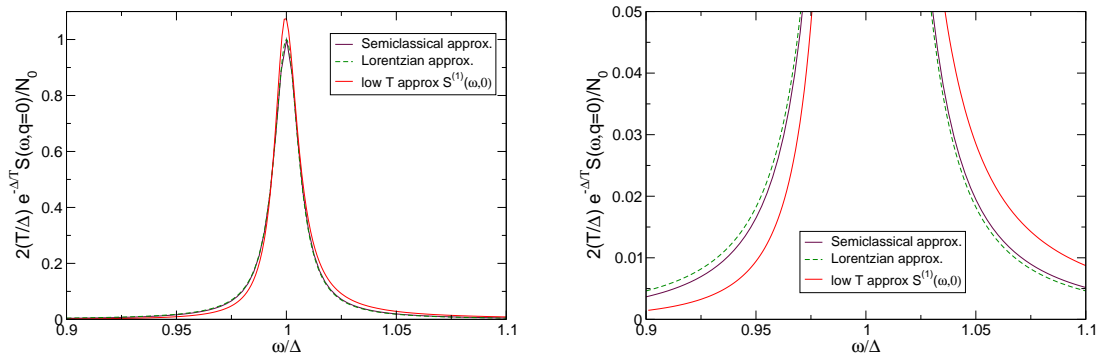 2(T/Δ) e^{-Δ/T} S(ω,q=0)/N_0
1
0.8
0.6
0.4
0.2
0
0.9
0.95
1
1.05
1.1
ω/Δ
Semiclassical approx.
Lorentzian approx.
low T approx S^{(1)}(ω,0)
2(T/Δ) e^{-Δ/T} S(ω,q=0)/N_0
0.05
0.04
0.03
0.02
0.01
0
0.9
0.95
1
1.05
1.1
ω/Δ
Semiclassical approx.
Lorentzian approx.
low T approx S^{(1)}(ω,0)